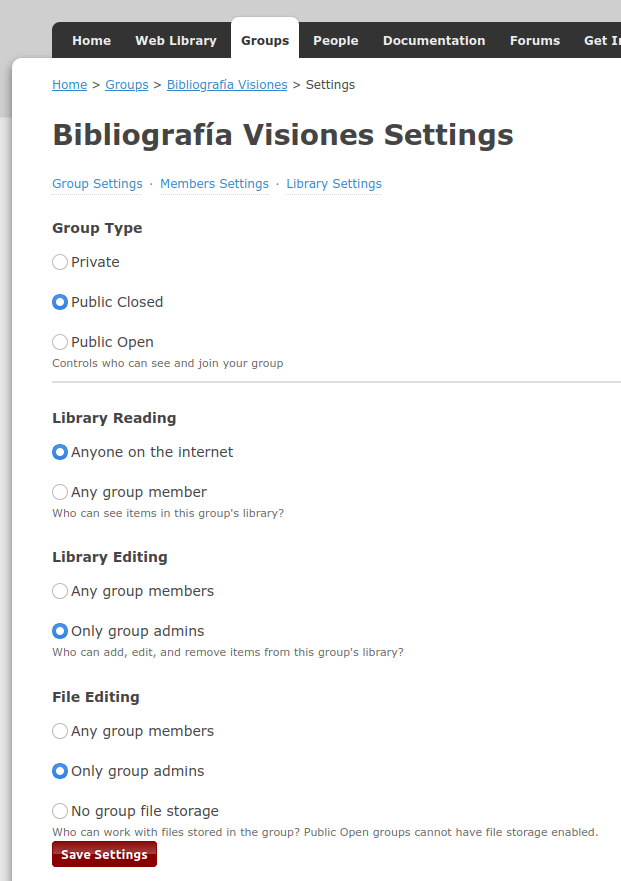 Home Web Library Groups People Documentation Forums Get In
Home > Groups > Bibliografía Visiones > Settings
Bibliografía Visiones Settings
Group Settings · Members Settings · Library Settings
Group Type
Private
Public Closed
Public Open
Controls who can see and join your group
Library Reading
Anyone on the internet
Any group member
Who can see items in this group's library?
Library Editing
Any group members
Only group admins
Who can add, edit, and remove items from this group's library?
File Editing
Any group members
Only group admins
No group file storage
Who can work with files stored in the group? Public Open groups cannot have file storage enabled.
Save Settings